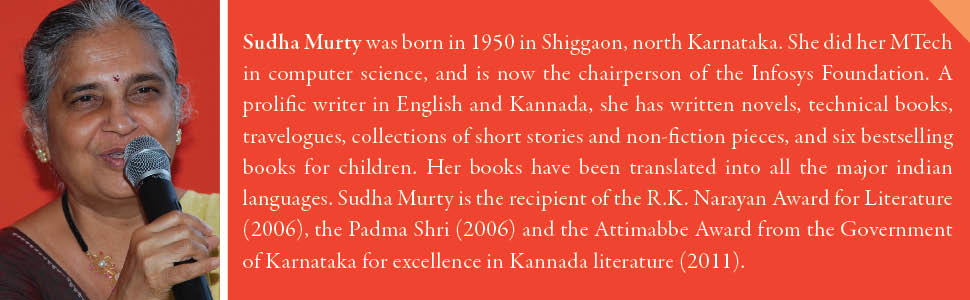 Sudha Murty was born in 1950 in Shiggaon, north Karnataka. She did her MTech
in computer science, and is now the chairperson of the Infosys Foundation. A
prolific writer in English and Kannada, she has written novels, technical books,
travelogues, collections of short stories and non-fiction pieces, and six bestselling
books for children. Her books have been translated into all the major indian
languages. Sudha Murty is the recipient of the R.K. Narayan Award for Literature
(2006), the Padma Shri (2006) and the Attimabbe Award from the Government
of Karnataka for excellence in Kannada literature (2011).